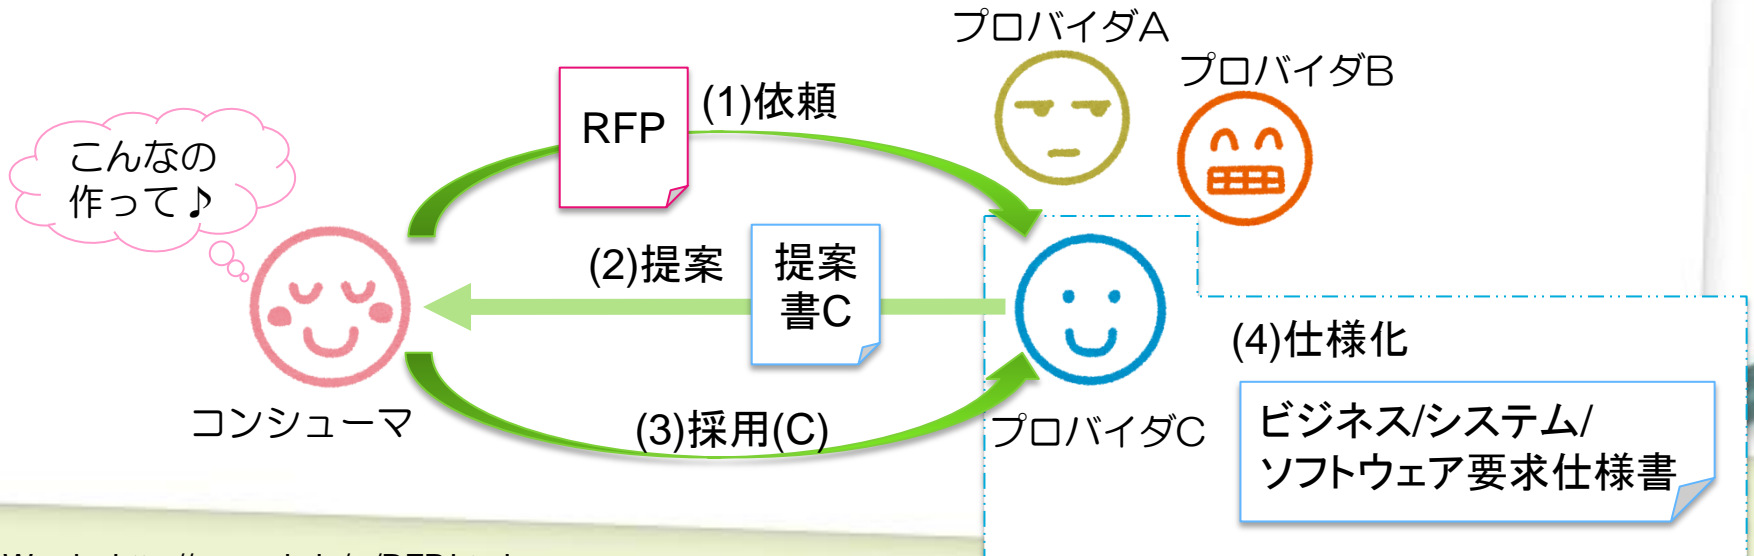 プロバイダA
プロバイダB
(1)依頼
RFP
こんなの
作って♪
(2)提案
提案
書C
(4)仕様化
コンシューマ
(3)採用(C)
プロバイダC
ビジネス/システム/
ソフトウェア要求仕様書